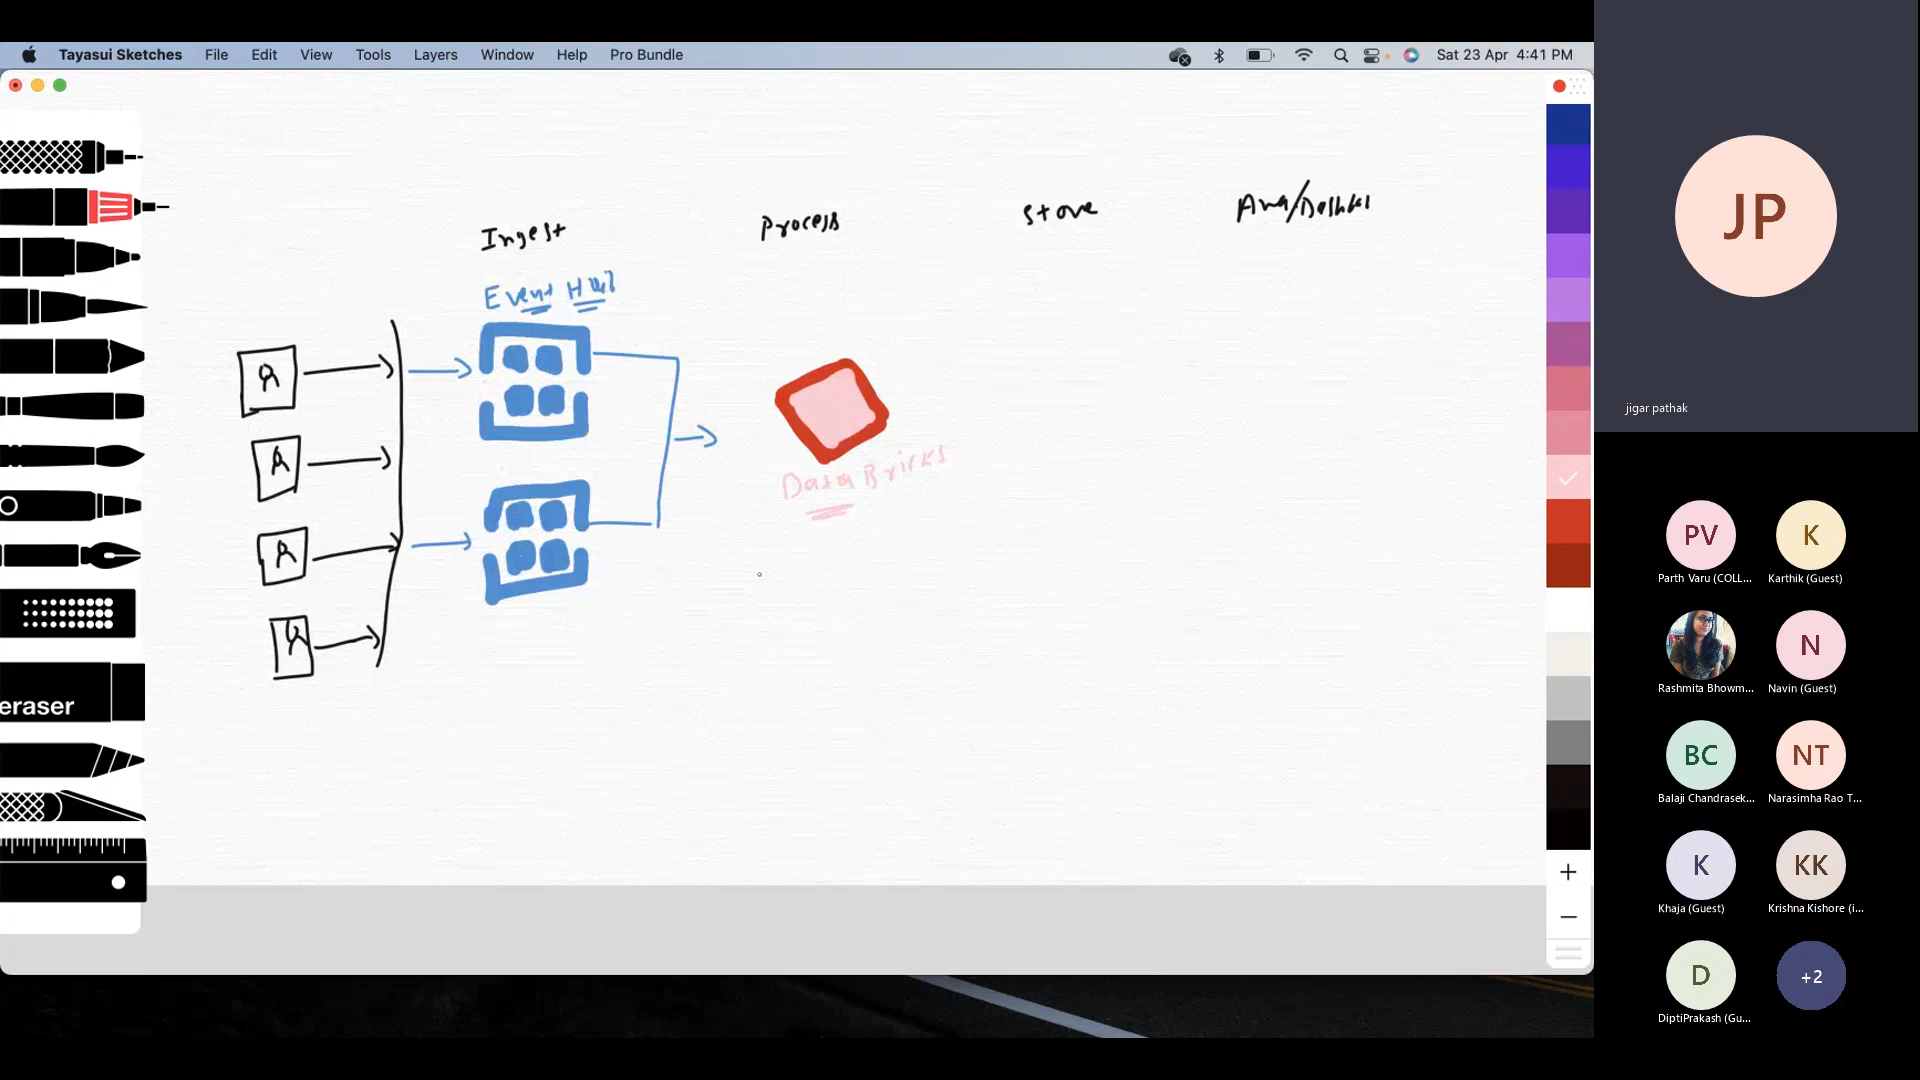 Tayasui Sketches File Edit View Tools Layers Window Help Pro Bundle Sat 23 Apr 4:41 PM
Ingest Process Store
Event Hub
R
R
R
R
Data Bricks
eraser
JP
jigar pathak
PV K
Parth Varu (COLL... Karthik (Guest)
N
Rashmita Bhowm... Navin (Guest)
BC NT
Balaji Chandrasek... Narasimha Rao T...
K KK
Khaja (Guest) Krishna Kishore (i...
D +2
DiptiPrakash (Gu...